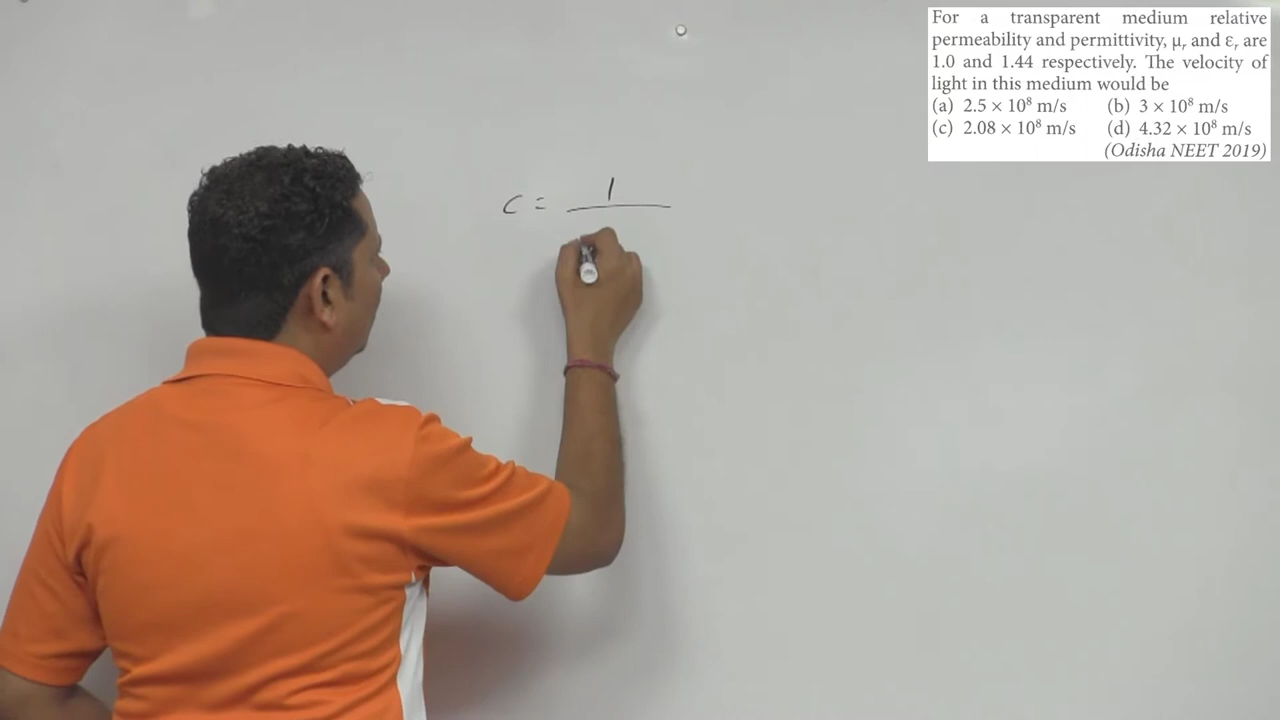 For a transparent medium relative
permeability and permittivity, μᵣ and εᵣ are
1.0 and 1.44 respectively. The velocity of
light in this medium would be
(a) 2.5 × 10⁸ m/s (b) 3 × 10⁸ m/s
(c) 2.08 × 10⁸ m/s (d) 4.32 × 10⁸ m/s
(Odisha NEET 2019)
c = 1